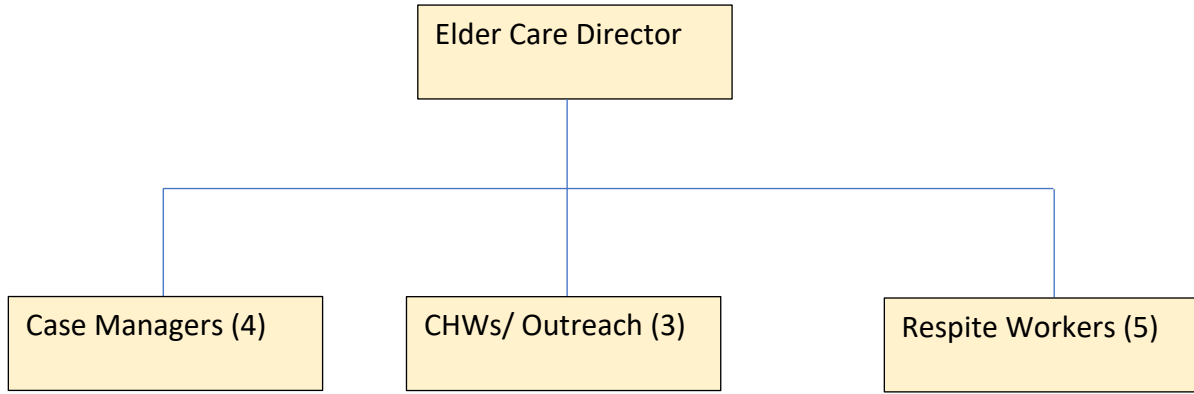 Elder Care Director
Case Managers (4)
CHWs/ Outreach (3)
Respite Workers (5)